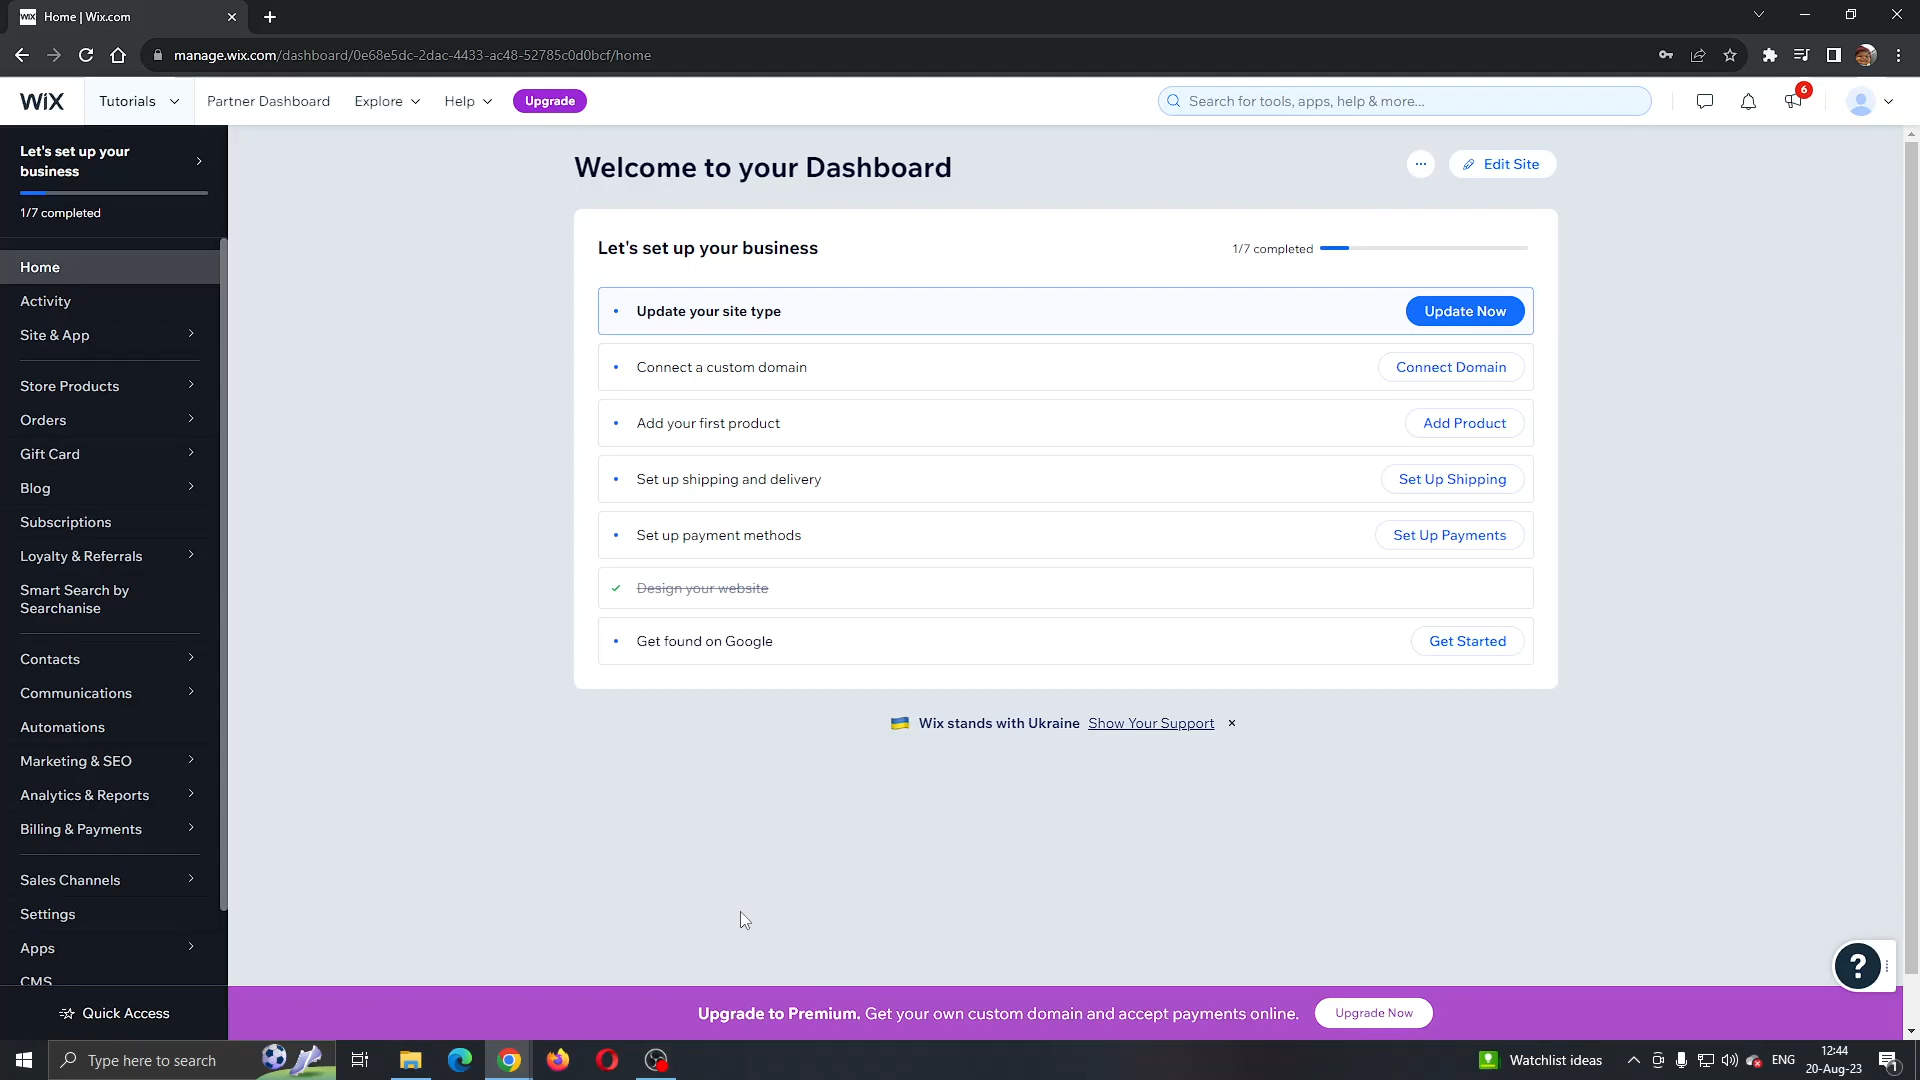 WiX Home | Wix.com
manage.wix.com/dashboard/0e68e5dc-2dac-4433-ac48-52785c0d0bcf/home
WiX Tutorials Partner Dashboard Explore Help Upgrade Search for tools, apps, help & more... 6
Let's set up your
business
1/7 completed
Home
Activity
Site & App
Store Products
Orders
Gift Card
Blog
Subscriptions
Loyalty & Referrals
Smart Search by
Searchanise
Contacts
Communications
Automations
Marketing & SEO
Analytics & Reports
Billing & Payments
Sales Channels
Settings
Apps
CMS
Quick Access
Welcome to your Dashboard
Edit Site
Let's set up your business 1/7 completed
Update your site type Update Now
Connect a custom domain Connect Domain
Add your first product Add Product
Set up shipping and delivery Set Up Shipping
Set up payment methods Set Up Payments
Design your website
Get found on Google Get Started
Wix stands with Ukraine Show Your Support
?
Upgrade to Premium. Get your own custom domain and accept payments online. Upgrade Now
Type here to search Watchlist ideas ENG 12:44
20-Aug-23 1